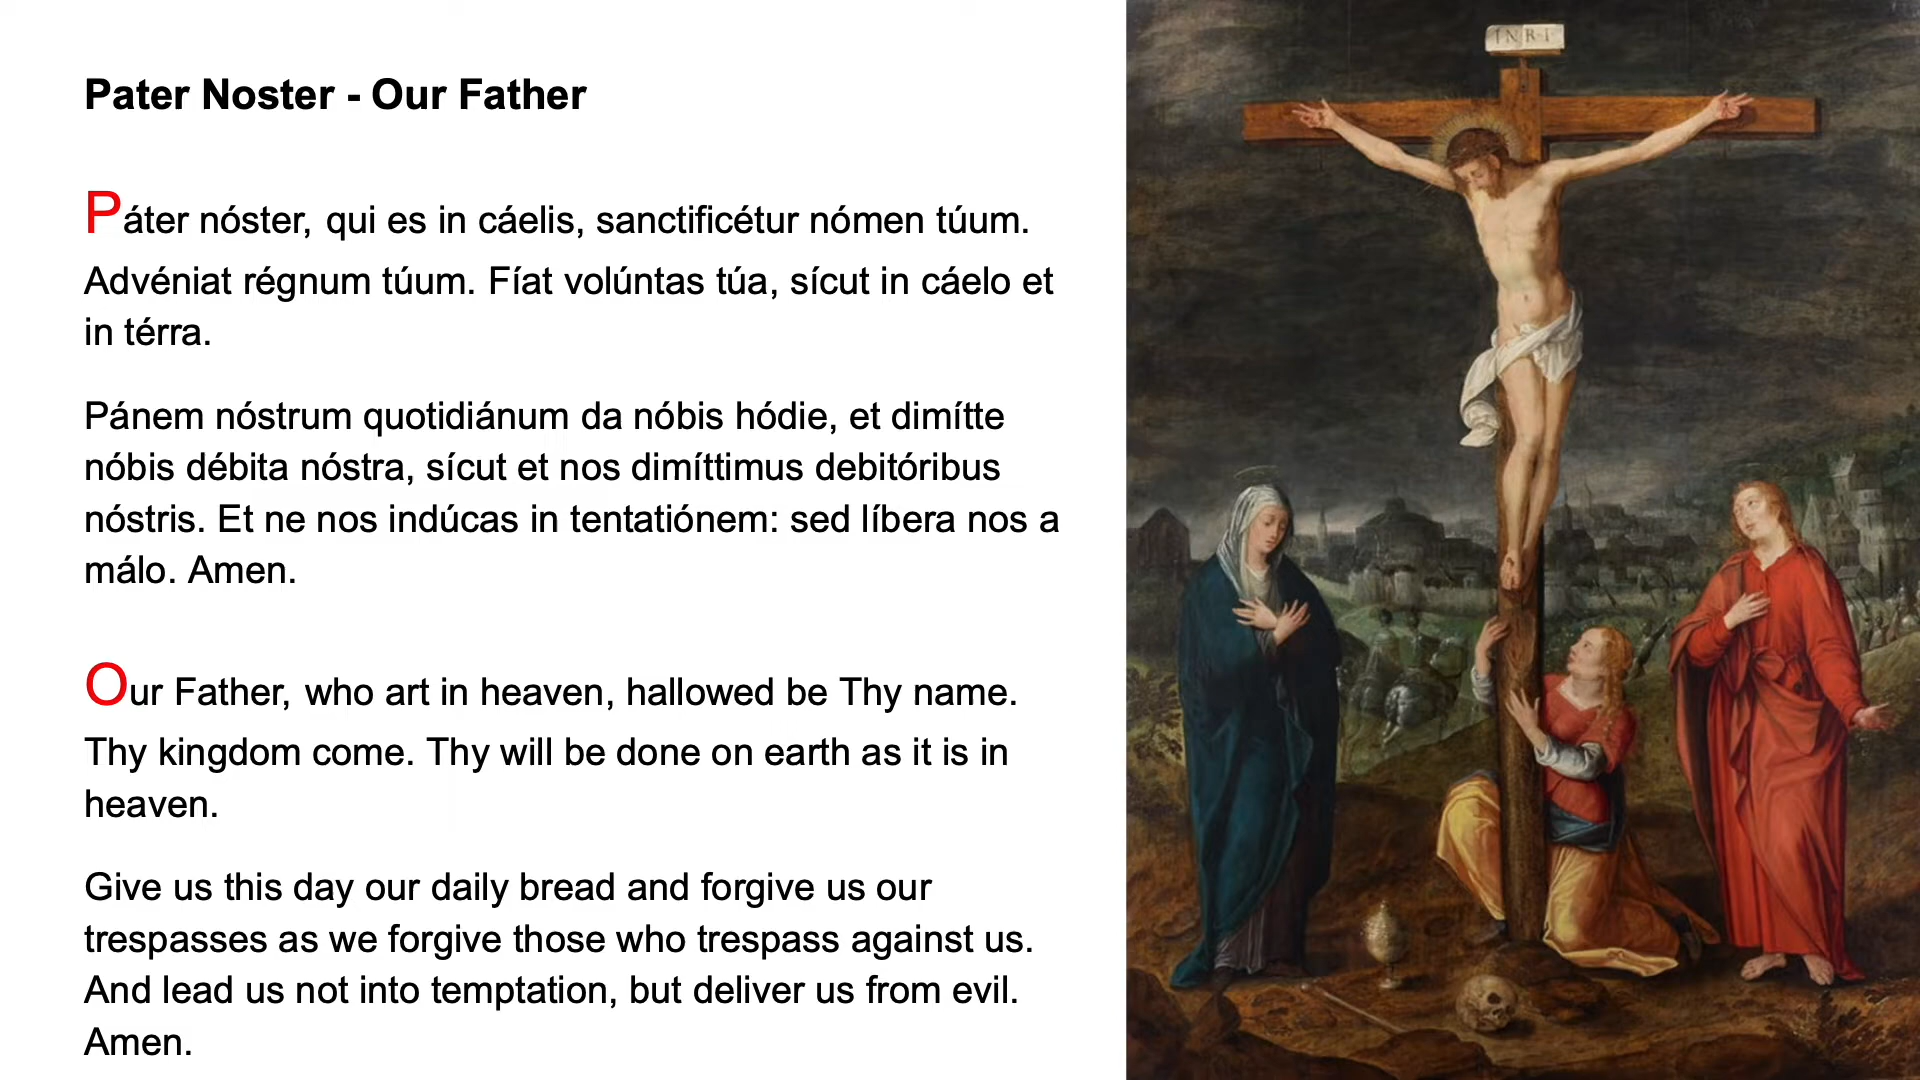 Pater Noster - Our Father
Páter nóster, qui es in cáelis, sanctificétur nómen túum.
Advéniat régnum túum. Fíat volúntas túa, sícut in cáelo et
in térra.
Pánem nóstrum quotidiánum da nóbis hódie, et dimítte
nóbis débita nóstra, sícut et nos dimíttimus debitóribus
nóstris. Et ne nos indúcas in tentatiónem: sed líbera nos a
málo. Amen.
Our Father, who art in heaven, hallowed be Thy name.
Thy kingdom come. Thy will be done on earth as it is in
heaven.
Give us this day our daily bread and forgive us our
trespasses as we forgive those who trespass against us.
And lead us not into temptation, but deliver us from evil.
Amen.
INRI